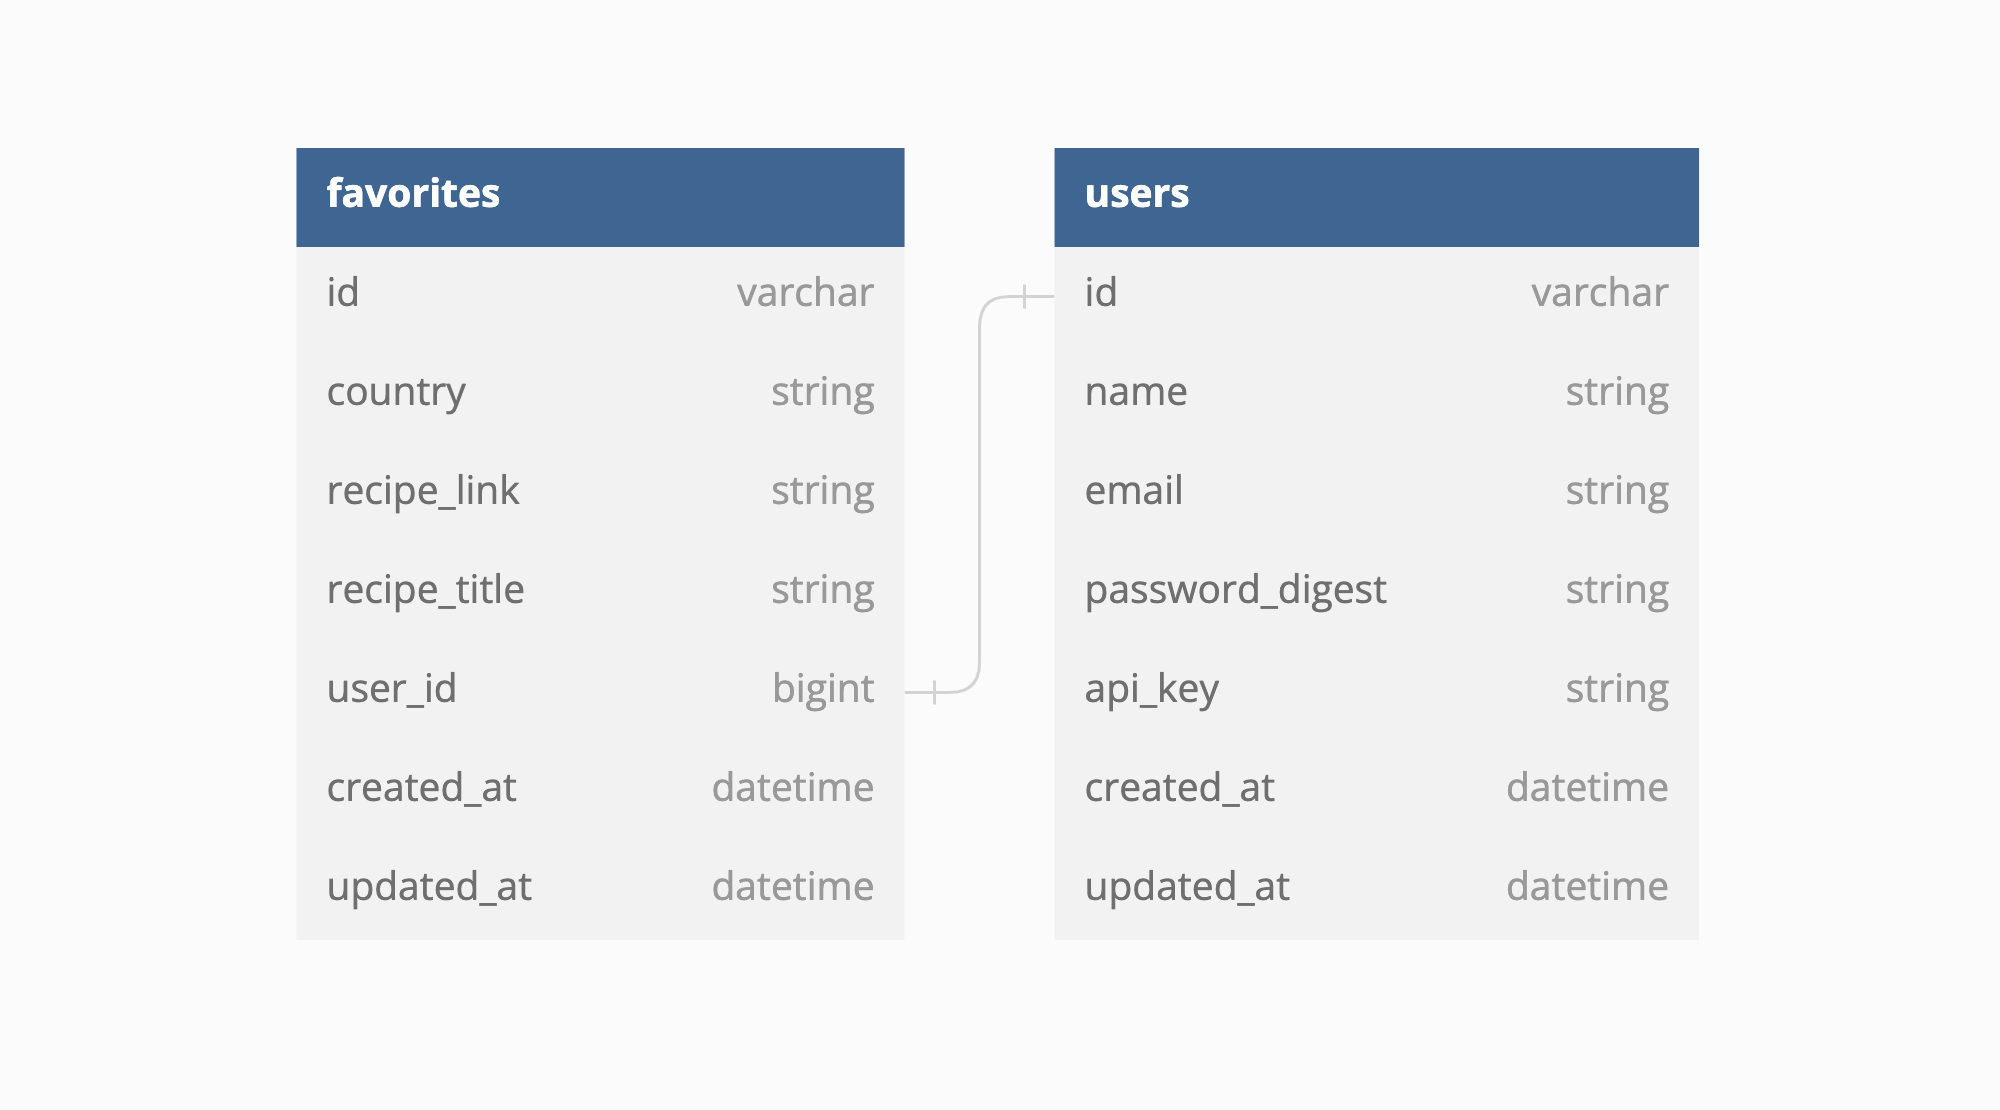 favorites
id varchar
country string
recipe_link string
recipe_title string
user_id bigint
created_at datetime
updated_at datetime
users
id varchar
name string
email string
password_digest string
api_key string
created_at datetime
updated_at datetime